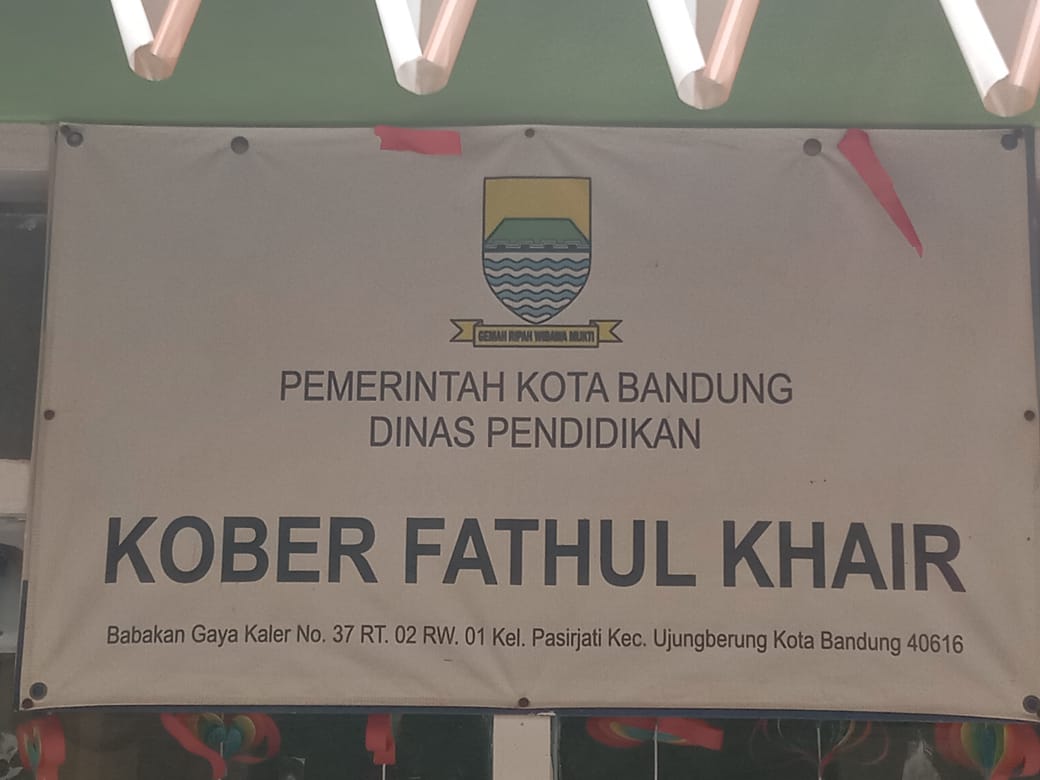 GEMAH RIPAH WIBAWA MUKTI
PEMERINTAH KOTA BANDUNG
DINAS PENDIDIKAN
KOBER FATHUL KHAIR
Babakan Gaya Kaler No. 37 RT. 02 RW. 01 Kel. Pasirjati Kec. Ujungberung Kota Bandung 40616